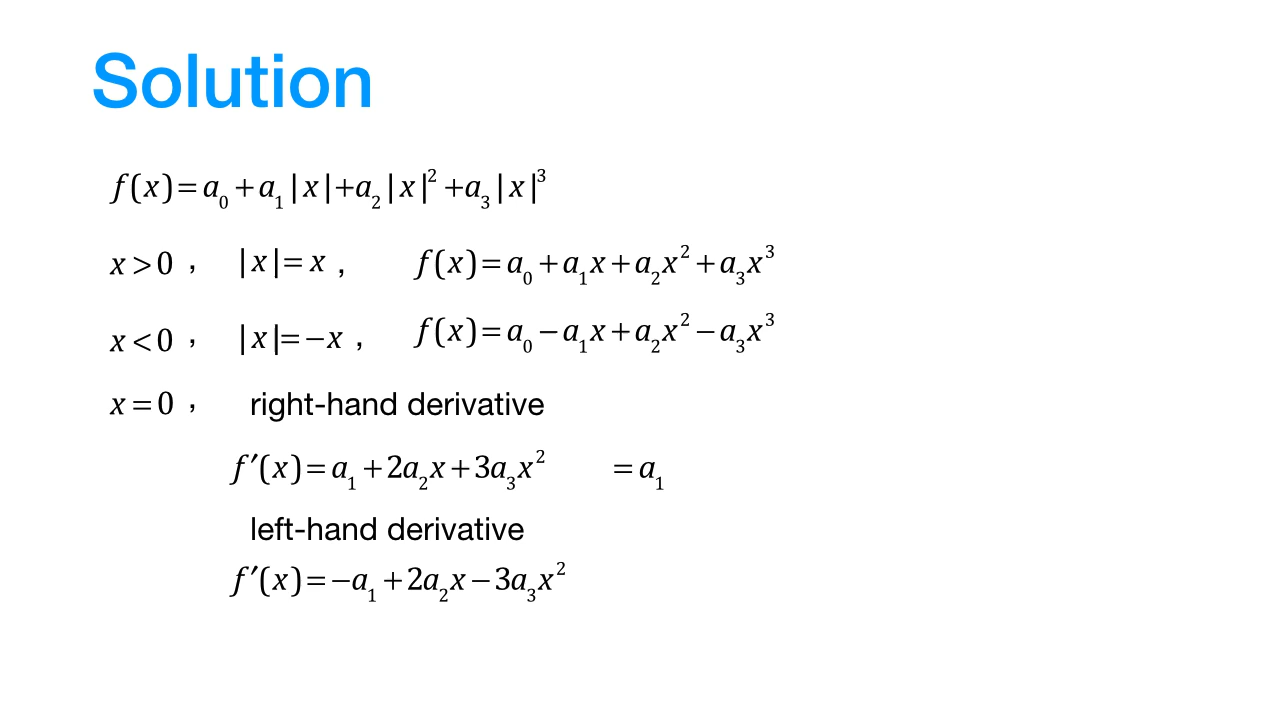 Solution
f(x)=a₀+a₁|x|+a₂|x|²+a₃|x|³
x>0 , |x|=x , f(x)=a₀+a₁x+a₂x²+a₃x³
x<0 , |x|=−x , f(x)=a₀−a₁x+a₂x²−a₃x³
x=0 , right-hand derivative
f′(x)=a₁+2a₂x+3a₃x² =a₁
left-hand derivative
f′(x)=−a₁+2a₂x−3a₃x²